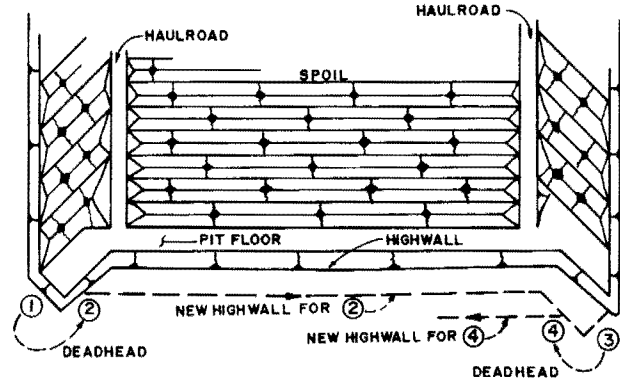 HAULROAD
HAULROAD
SPOIL
PIT FLOOR
HIGHWALL
1
2
NEW HIGHWALL FOR 2
NEW HIGHWALL FOR 4
4
3
DEADHEAD
DEADHEAD